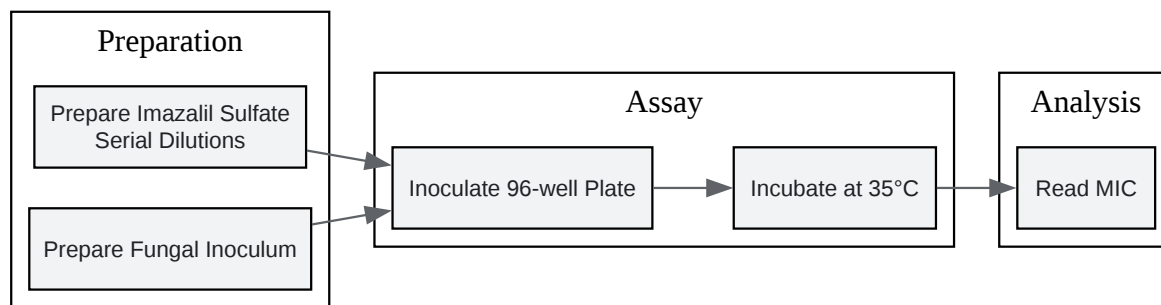 Preparation
Prepare Imazalil Sulfate
Serial Dilutions
Prepare Fungal Inoculum
Assay
Inoculate 96-well Plate
Incubate at 35°C
Analysis
Read MIC